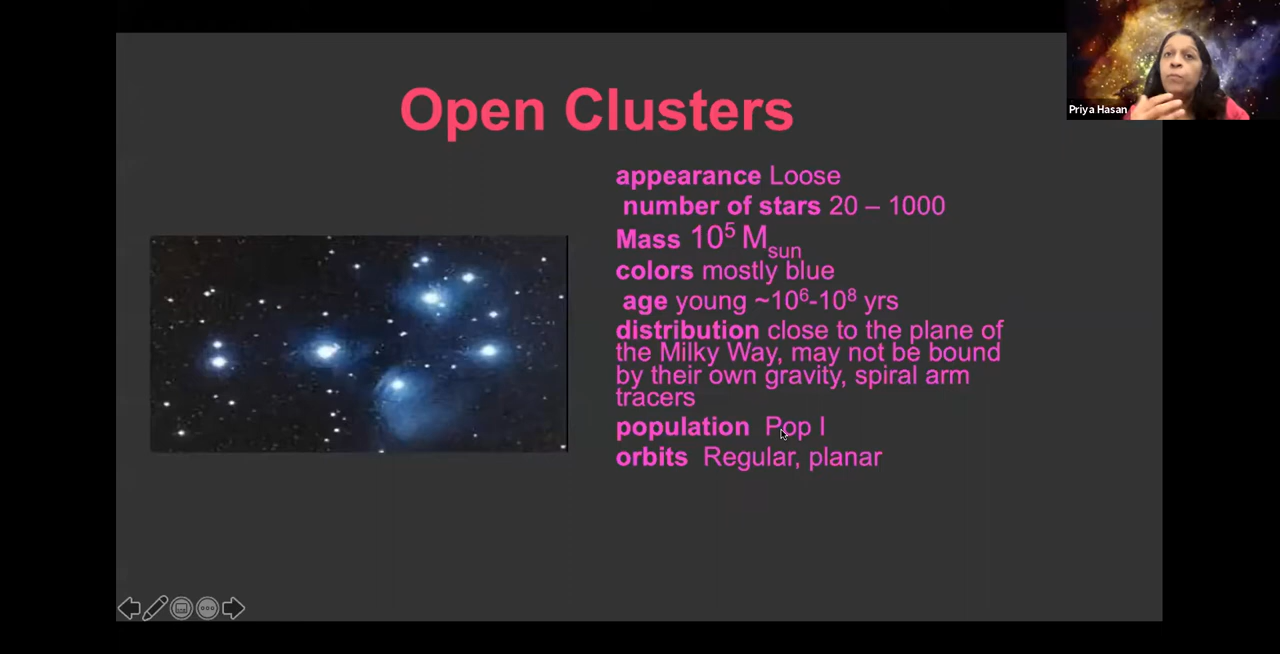 Priya Hasan
Open Clusters
appearance Loose
number of stars 20 – 1000
Mass 10⁵ Msun
colors mostly blue
age young ~10⁶-10⁸ yrs
distribution close to the plane of
the Milky Way, may not be bound
by their own gravity, spiral arm
tracers
population Pop I
orbits Regular, planar